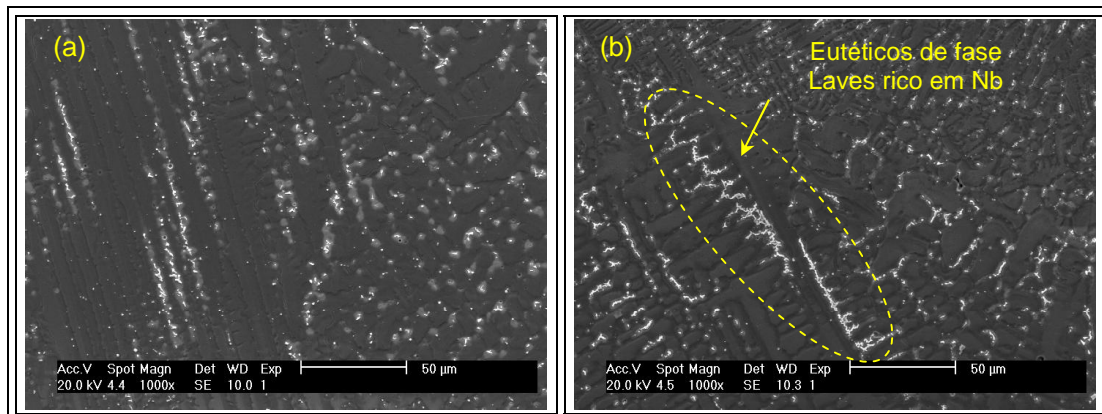 (a)
Acc.V Spot Magn Det WD Exp 50 µm
20.0 kV 4.4 1000x SE 10.0 1
(b)
Eutéticos de fase
Laves rico em Nb
Acc.V Spot Magn Det WD Exp 50 µm
20.0 kV 4.5 1000x SE 10.3 1